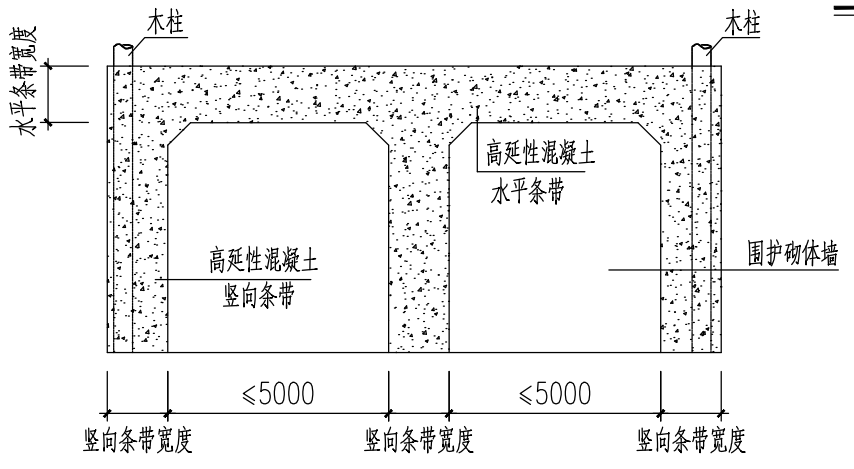 木柱
木柱
水平条带宽度
高延性混凝土
水平条带
高延性混凝土
竖向条带
围护砌体墙
≤5000
≤5000
竖向条带宽度
竖向条带宽度
竖向条带宽度